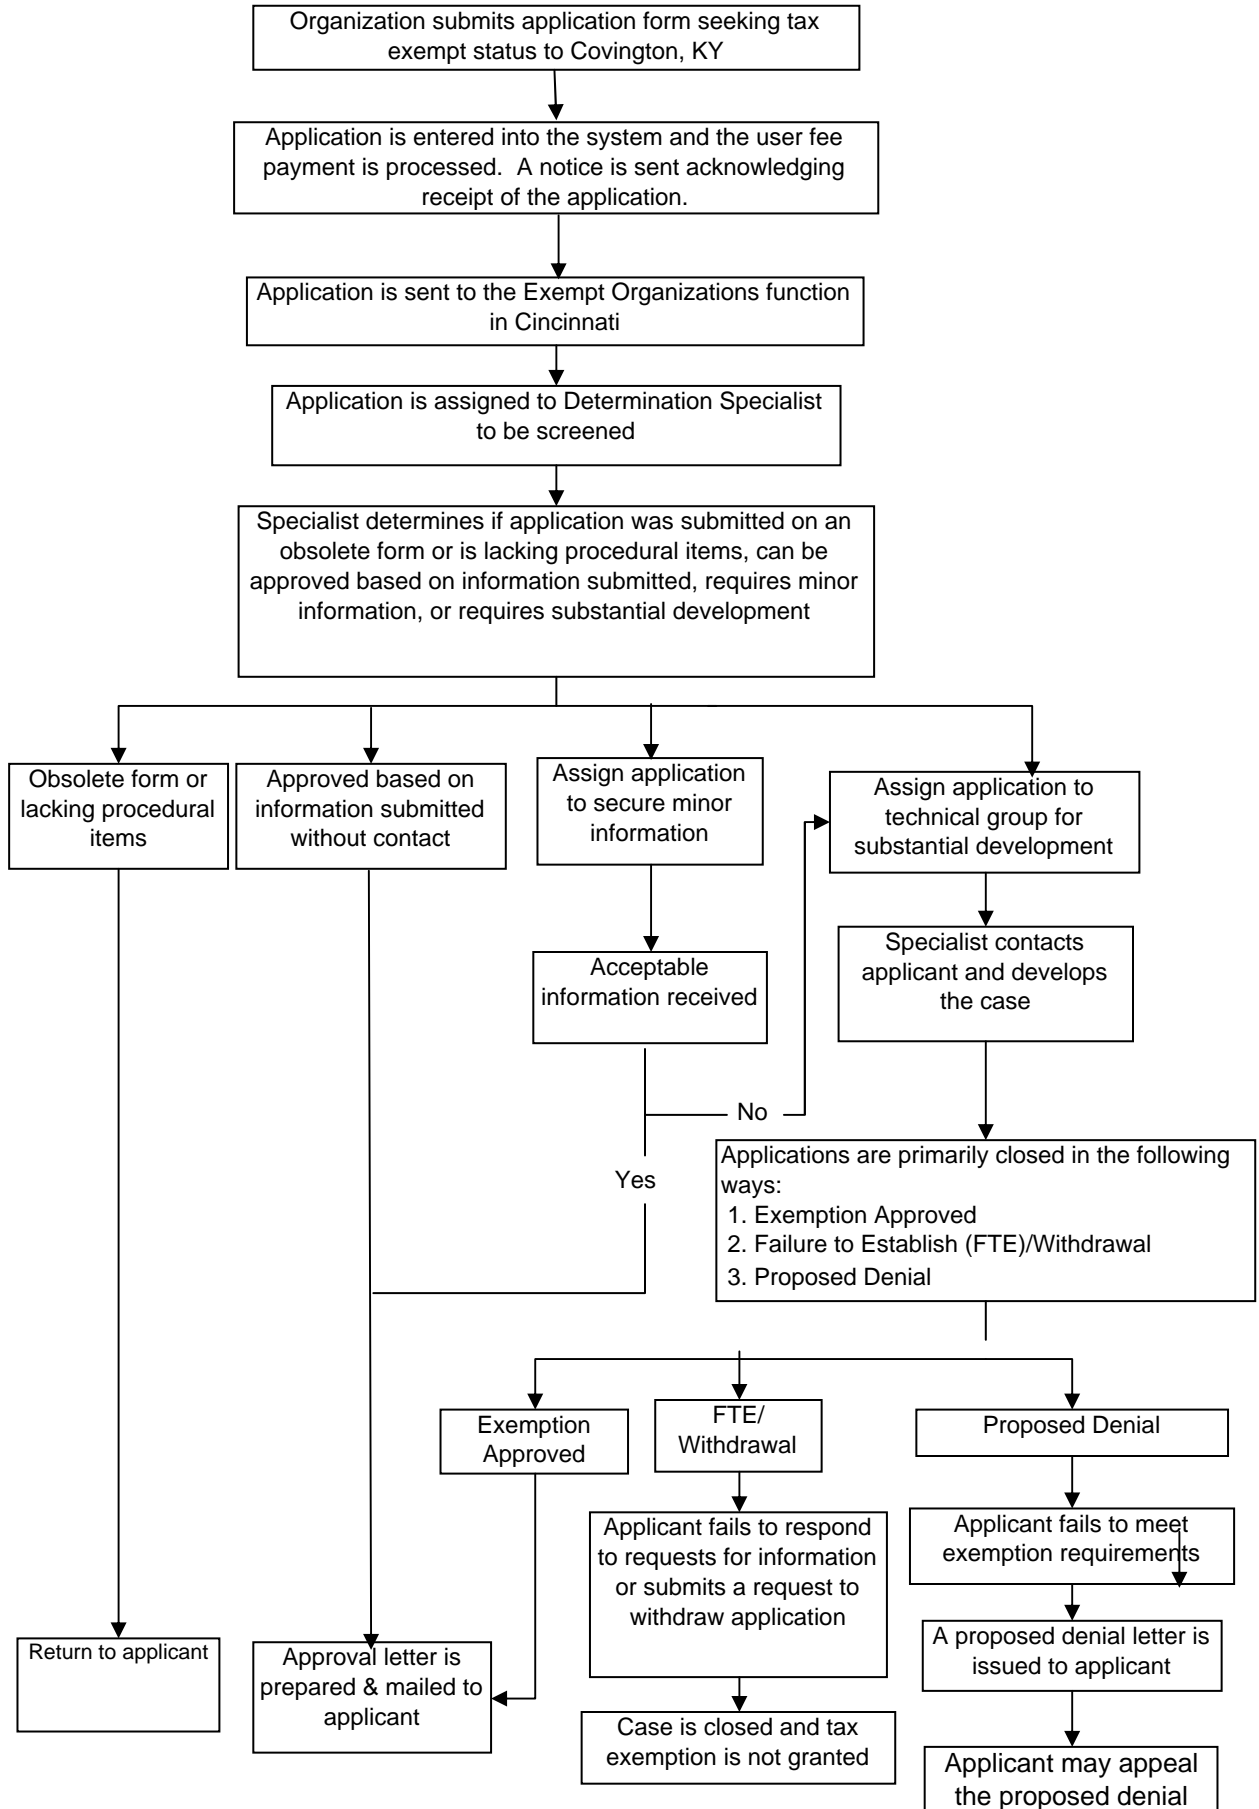 Organization submits application form seeking tax
exempt status to Covington, KY
Application is entered into the system and the user fee
payment is processed.  A notice is sent acknowledging
receipt of the application.
Application is sent to the Exempt Organizations function
in Cincinnati
Application is assigned to Determination Specialist
to be screened
Specialist determines if application was submitted on an
obsolete form or is lacking procedural items, can be
approved based on information submitted, requires minor
information, or requires substantial development
Obsolete form or
lacking procedural
items
Approved based on
information submitted
without contact
Assign application
to secure minor
information
Assign application to
technical group for
substantial development
Acceptable
information received
Specialist contacts
applicant and develops
the case
No
Yes
Applications are primarily closed in the following
ways:
1. Exemption Approved
2. Failure to Establish (FTE)/Withdrawal
3. Proposed Denial
Exemption
Approved
FTE/
Withdrawal
Proposed Denial
Applicant fails to respond
to requests for information
or submits a request to
withdraw application
Applicant fails to meet
exemption requirements
Return to applicant
Approval letter is
prepared & mailed to
applicant
A proposed denial letter is
issued to applicant
Case is closed and tax
exemption is not granted
Applicant may appeal
the proposed denial